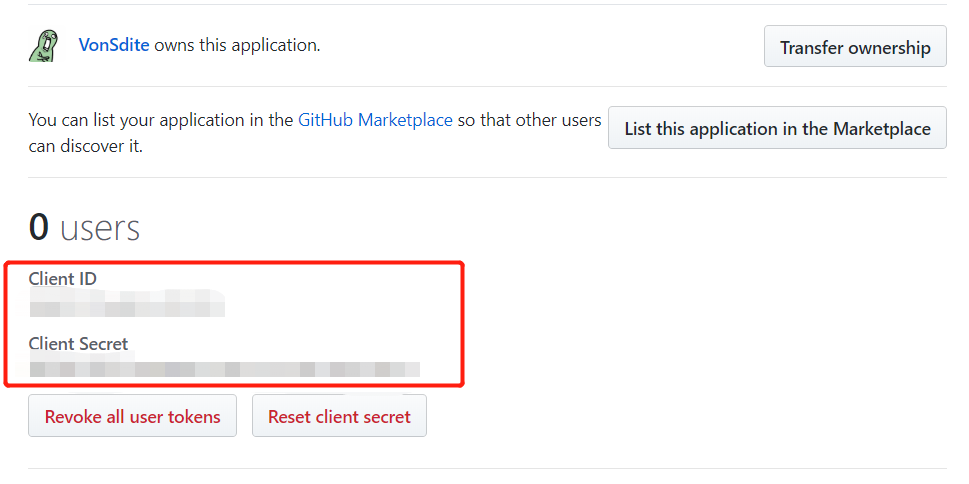 VonSdite owns this application.
Transfer ownership
You can list your application in the GitHub Marketplace so that other users
can discover it.
List this application in the Marketplace
0 users
Client ID
Client Secret
Revoke all user tokens
Reset client secret